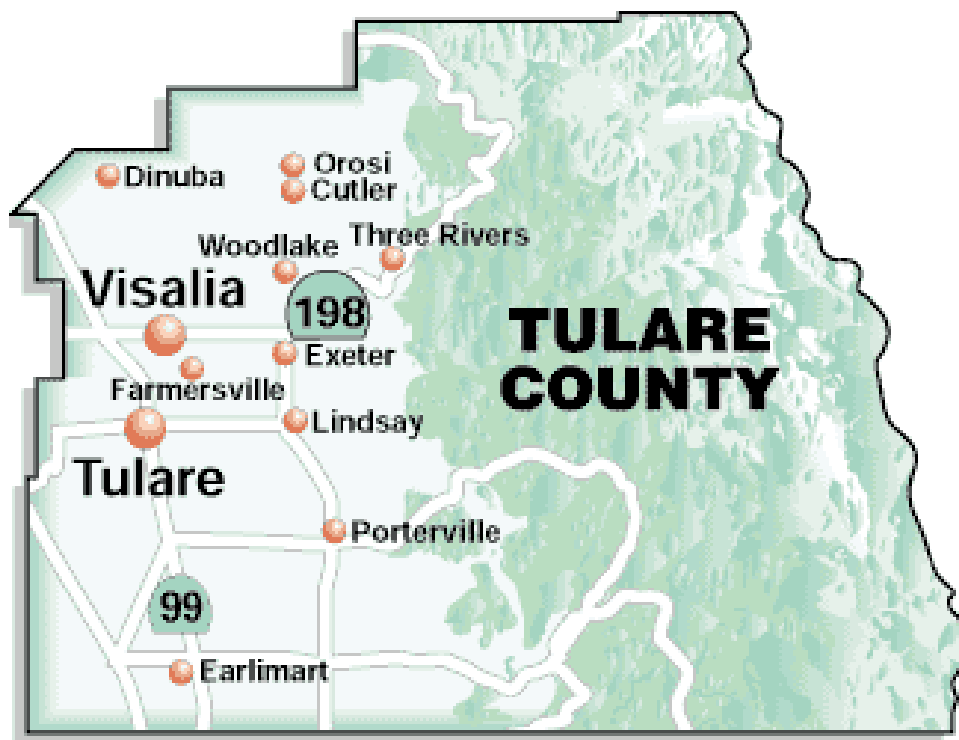 Orosi
Dinuba
Cutler
Three Rivers
Woodlake
Visalia
198
TULARE
COUNTY
Exeter
Farmersville
Lindsay
Tulare
Porterville
99
Earlimart